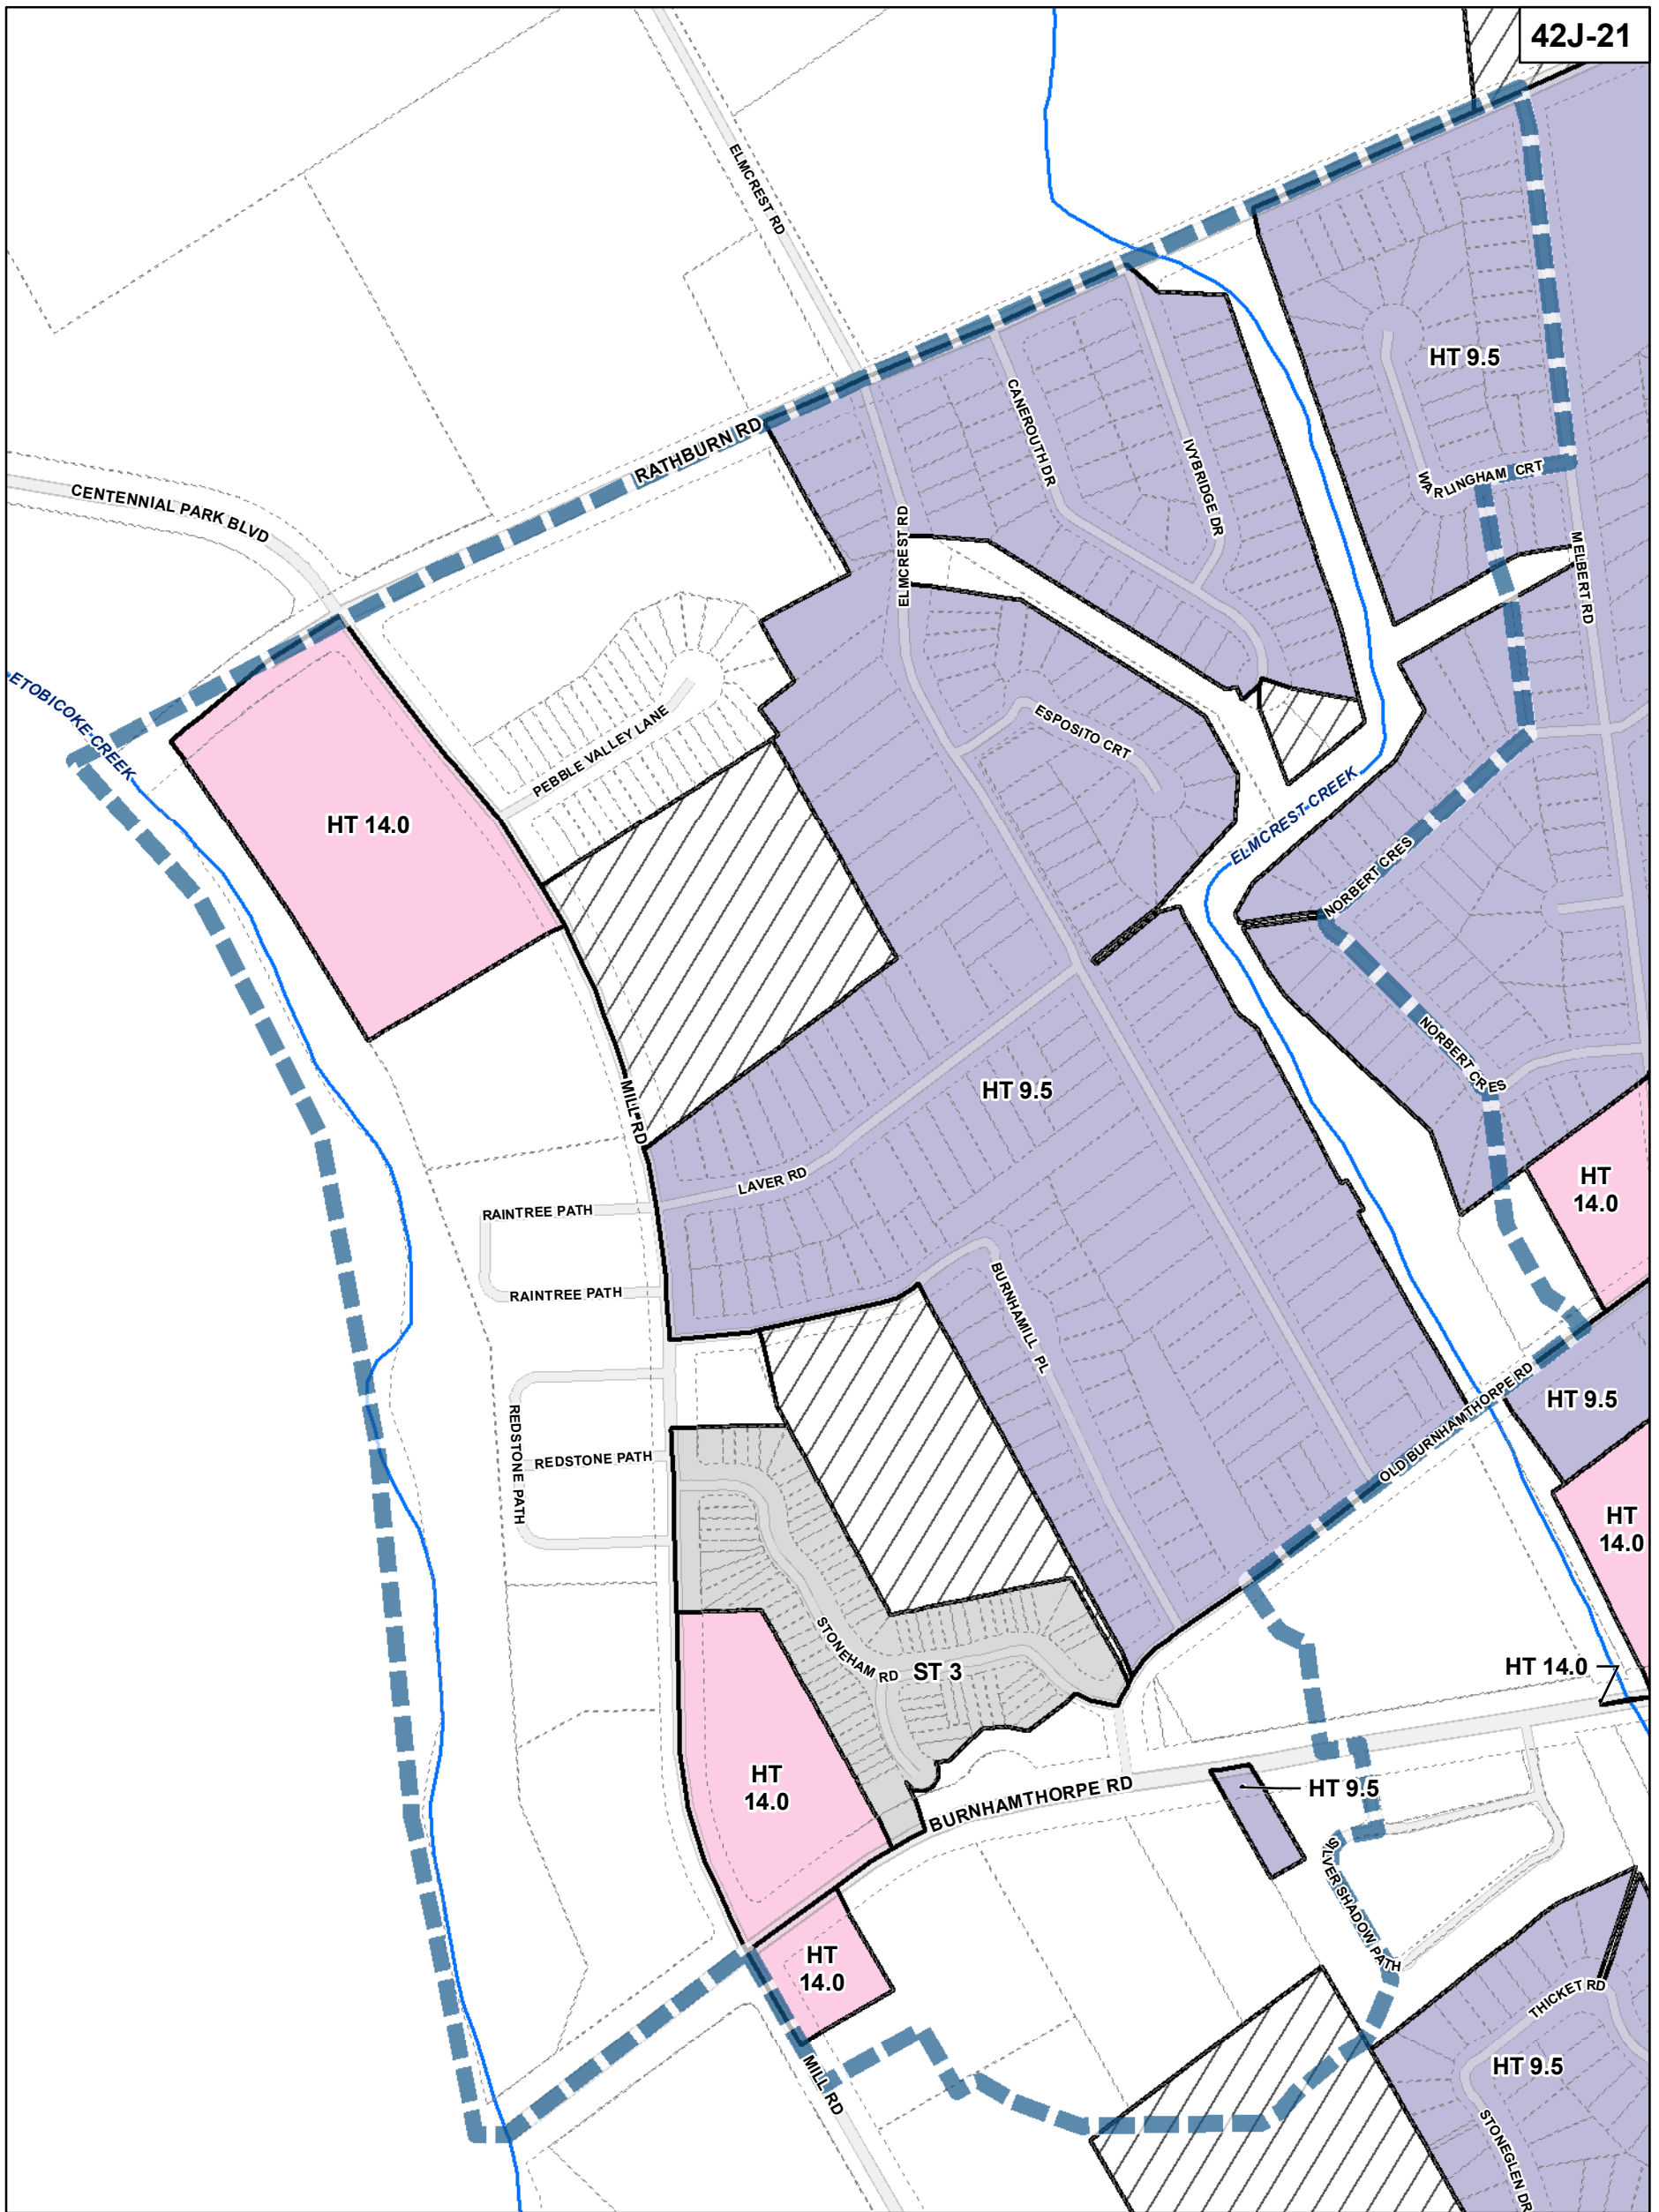 42J-21
ELMCREST RD
HT 9.5
RATHBURN RD
CANEROUTH DR
IVYBRIDGE DR
WARLINGHAM CRT
CENTENNIAL PARK BLVD
ELMCREST RD
MELBERT RD
ETOBICOKE CREEK
PEBBLE VALLEY LANE
ESPOSITO CRT
HT 14.0
ELMCREST CREEK
NORBERT CRES
NORBERT CRES
MILL RD
HT 9.5
LAVER RD
HT
14.0
RAINTREE PATH
RAINTREE PATH
BURNHAMILL PL
REDSTONE PATH
REDSTONE PATH
OLD BURNHAMTHORPE RD
HT 9.5
HT
14.0
STONEHAM RD
ST 3
HT 14.0
HT
14.0
BURNHAMTHORPE RD
HT 9.5
SILVER SHADOW PATH
HT
14.0
THICKET RD
MILL RD
HT 9.5
STONEGLEN DR